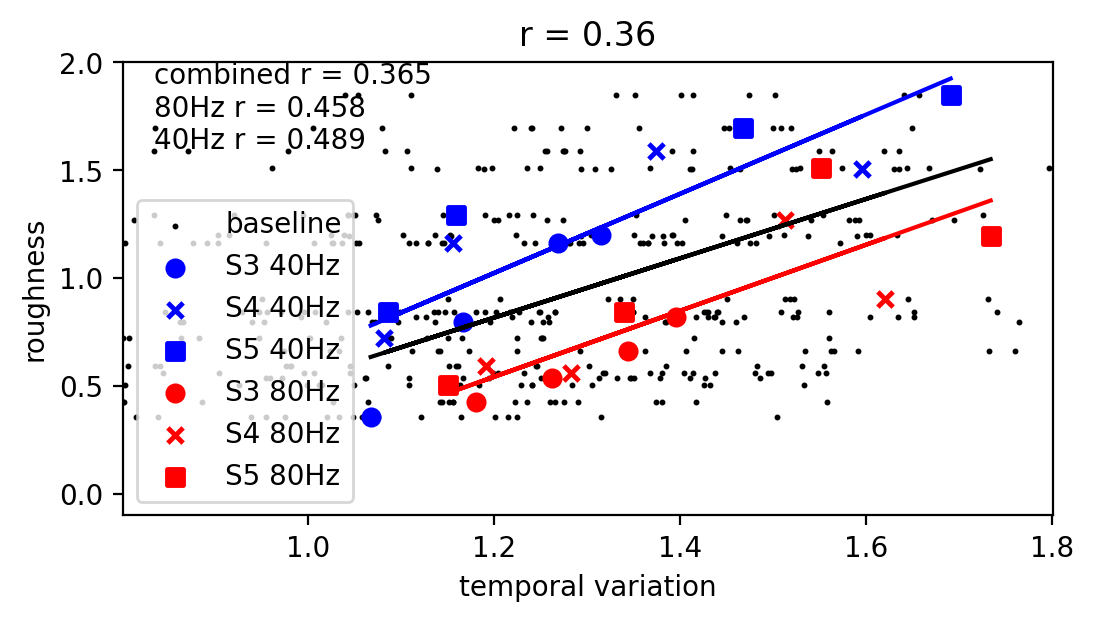 r = 0.36
combined r = 0.365
80Hz r = 0.458
40Hz r = 0.489
baseline
S3 40Hz
S4 40Hz
S5 40Hz
S3 80Hz
S4 80Hz
S5 80Hz
roughness
2.0
1.5
1.0
0.5
0.0
1.0 1.2 1.4 1.6 1.8
temporal variation